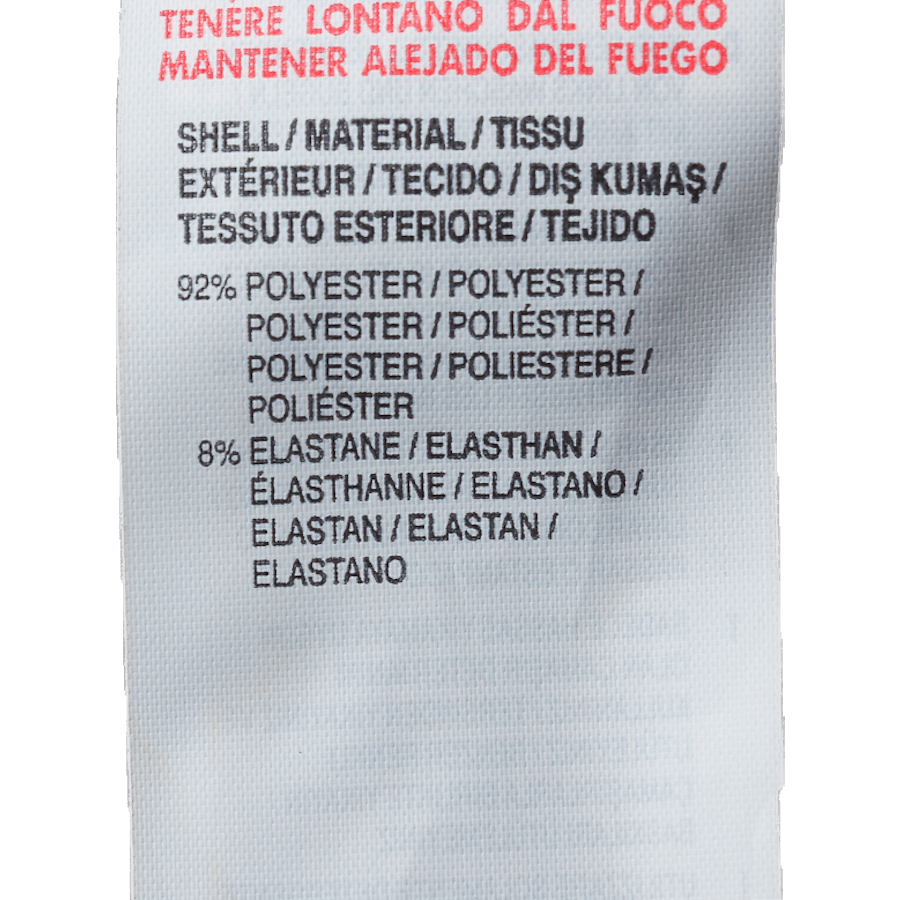 TENERE LONTANO DAL FUOCO
MANTENER ALEJADO DEL FUEGO
SHELL / MATERIAL / TISSU
EXTÉRIEUR / TECIDO / DIŞ KUMAŞ /
TESSUTO ESTERIORE / TEJIDO
92% POLYESTER / POLYESTER /
POLYESTER / POLIÉSTER /
POLYESTER / POLIESTERE /
POLIÉSTER
8% ELASTANE / ELASTHAN /
ÉLASTHANNE / ELASTANO /
ELASTAN / ELASTAN /
ELASTANO